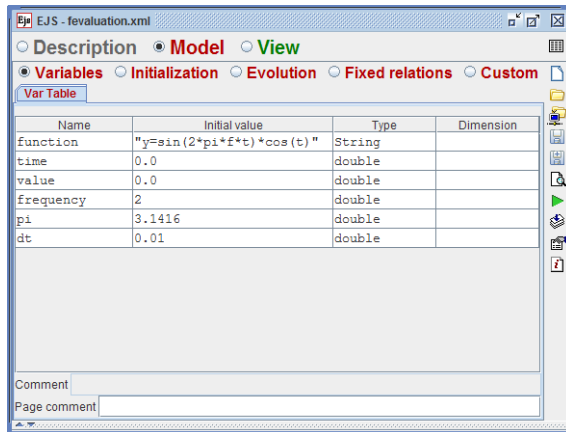 Ejs EJS - fevaluation.xml
Description Model View
Variables Initialization Evolution Fixed relations Custom
Var Table
Name Initial value Type Dimension
function "y=sin(2*pi*f*t)*cos(t)" String
time 0.0 double
value 0.0 double
frequency 2 double
pi 3.1416 double
dt 0.01 double
Comment
Page comment